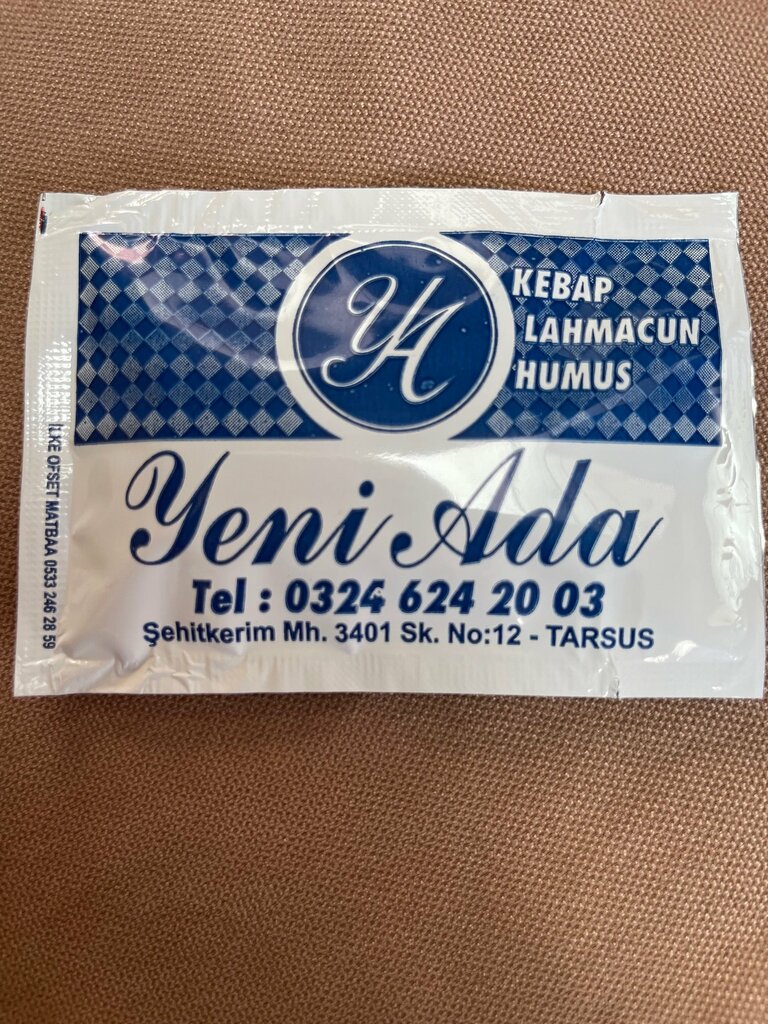 YA
KEBAP
LAHMACUN
HUMUS
Yeni Ada
Tel : 0324 624 20 03
Şehitkerim Mh. 3401 Sk. No:12 - TARSUS
İLKE OFSET MATBAA 0533 246 28 59